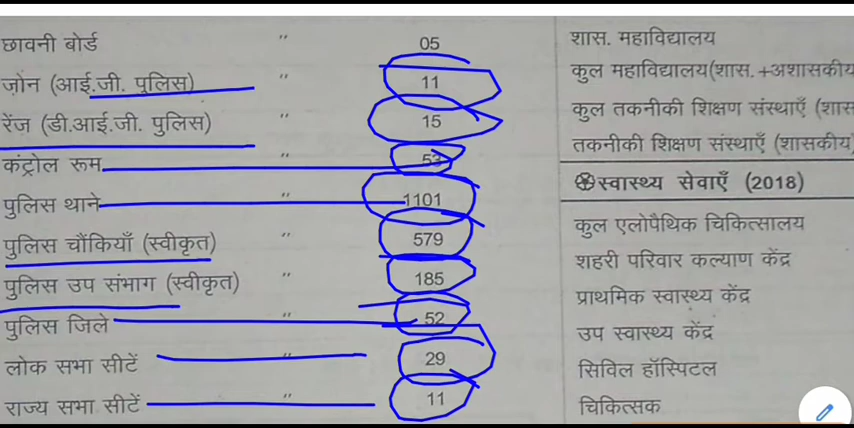 छावनी बोर्ड " 05
ज़ोन (आई.जी. पुलिस) " 11
रेंज़ (डी.आई.जी. पुलिस) " 15
कंट्रोल रूम " 53
पुलिस थाने " 1101
पुलिस चौंकियाँ (स्वीकृत) " 579
पुलिस उप संभाग (स्वीकृत) " 185
पुलिस जिले " 52
लोक सभा सीटें " 29
राज्य सभा सीटें " 11
शास. महाविद्यालय
कुल महाविद्यालय(शास.+अशासकीय
कुल तकनीकी शिक्षण संस्थाएँ (शास
तकनीकी शिक्षण संस्थाएँ (शासकीय)
स्वास्थ्य सेवाएँ (2018)
कुल एलोपैथिक चिकित्सालय
शहरी परिवार कल्याण केंद्र
प्राथमिक स्वास्थ्य केंद्र
उप स्वास्थ्य केंद्र
सिविल हॉस्पिटल
चिकित्सक